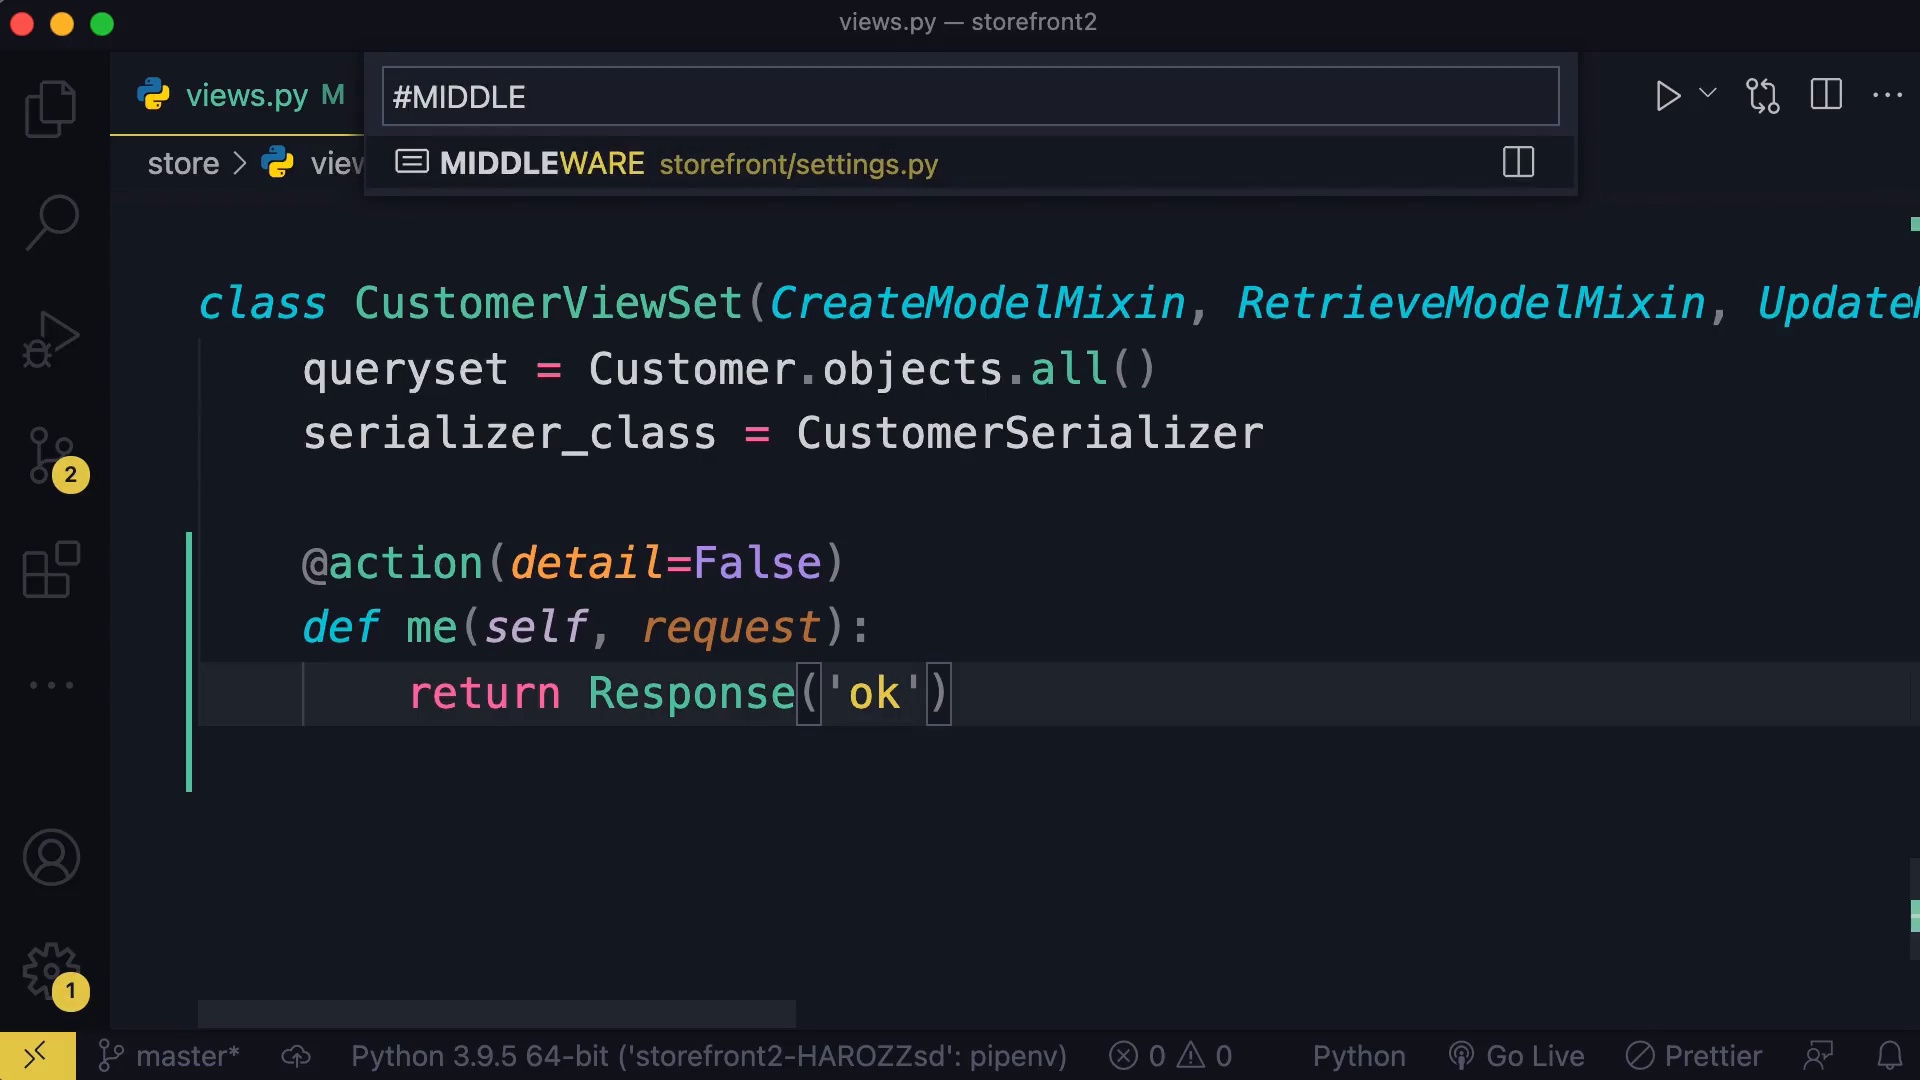 views.py — storefront2
views.py M
#MIDDLE
store > view
MIDDLEWARE storefront/settings.py
class CustomerViewSet(CreateModelMixin, RetrieveModelMixin, Update
queryset = Customer.objects.all()
serializer_class = CustomerSerializer
@action(detail=False)
def me(self, request):
return Response('ok')
2
1
master* Python 3.9.5 64-bit ('storefront2-HAROZZsd': pipenv) 0 0 Python Go Live Prettier